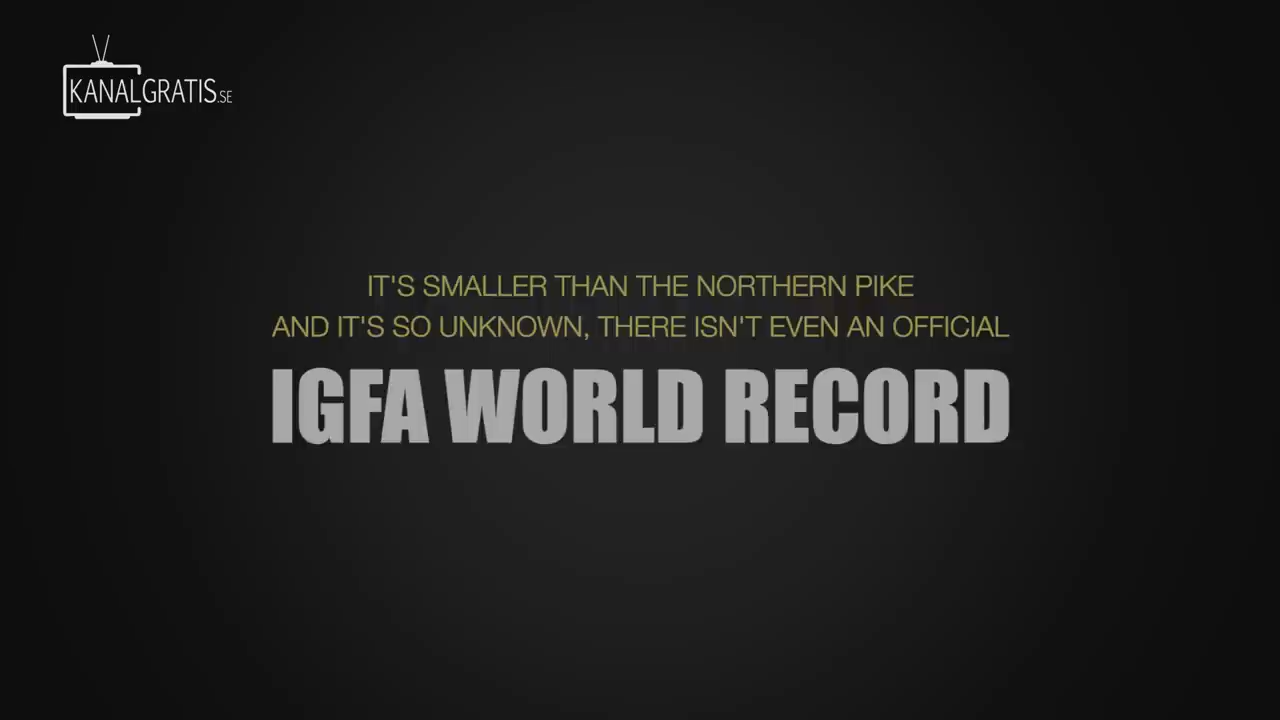 KANALGRATIS.SE
IT'S SMALLER THAN THE NORTHERN PIKE
AND IT'S SO UNKNOWN, THERE ISN'T EVEN AN OFFICIAL
IGFA WORLD RECORD